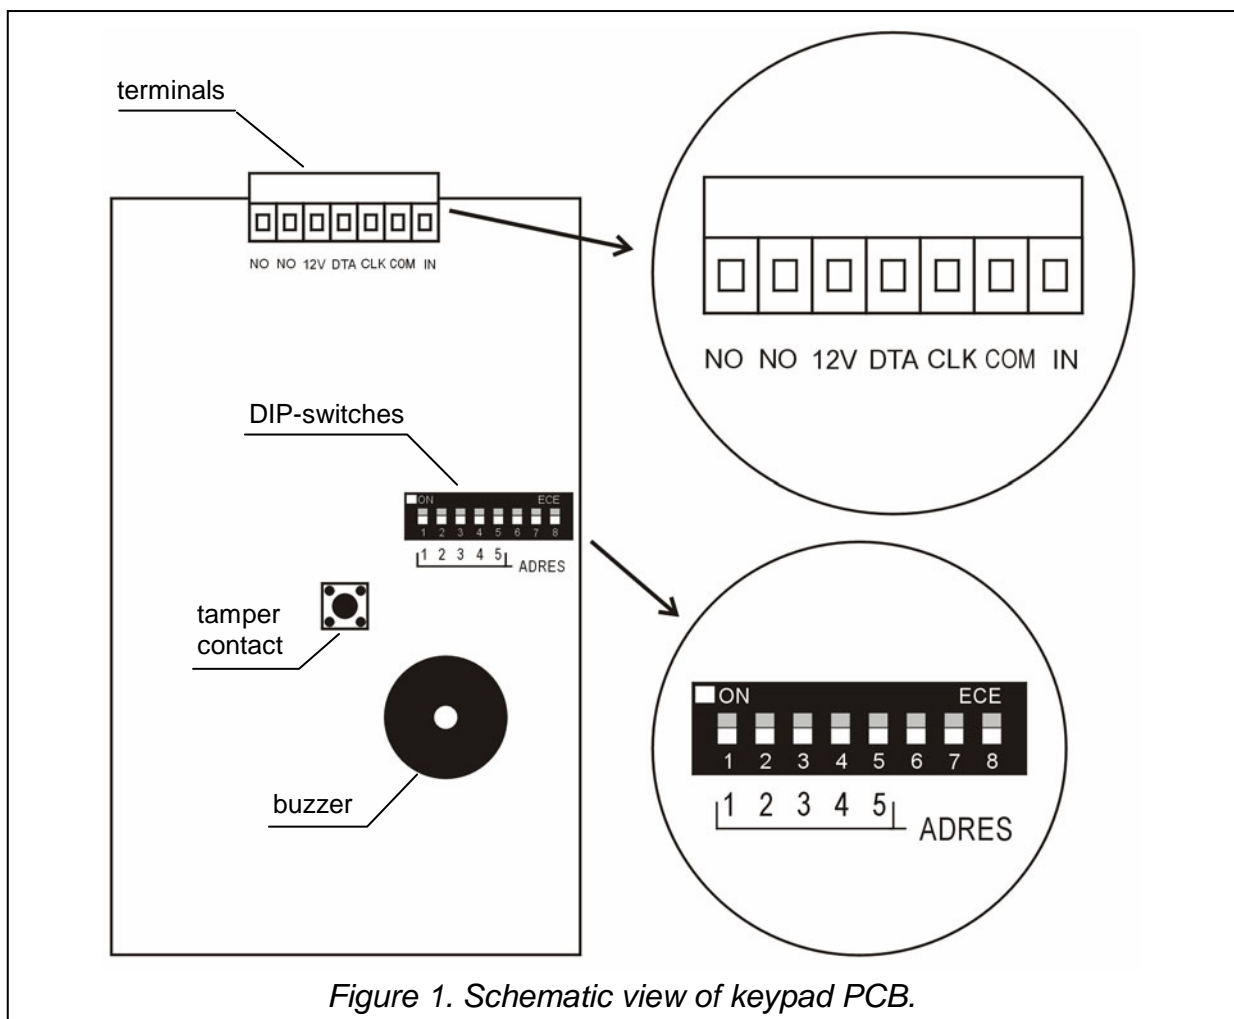 terminals
NO NO 12V DTA CLK COM IN
NO NO 12V DTA CLK COM IN
DIP-switches
ON ECE
1 2 3 4 5 6 7 8
1 2 3 4 5 ADRES
tamper
contact
buzzer
ON ECE
1 2 3 4 5 6 7 8
1 2 3 4 5 ADRES
Figure 1. Schematic view of keypad PCB.